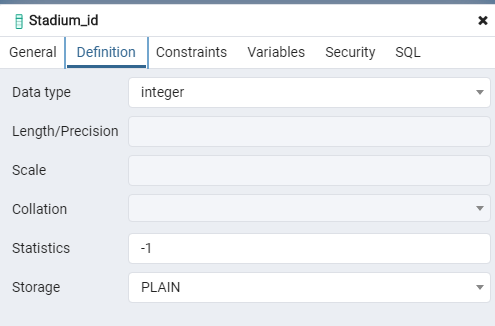 Stadium_id
General Definition Constraints Variables Security SQL
Data type integer
Length/Precision
Scale
Collation
Statistics -1
Storage PLAIN